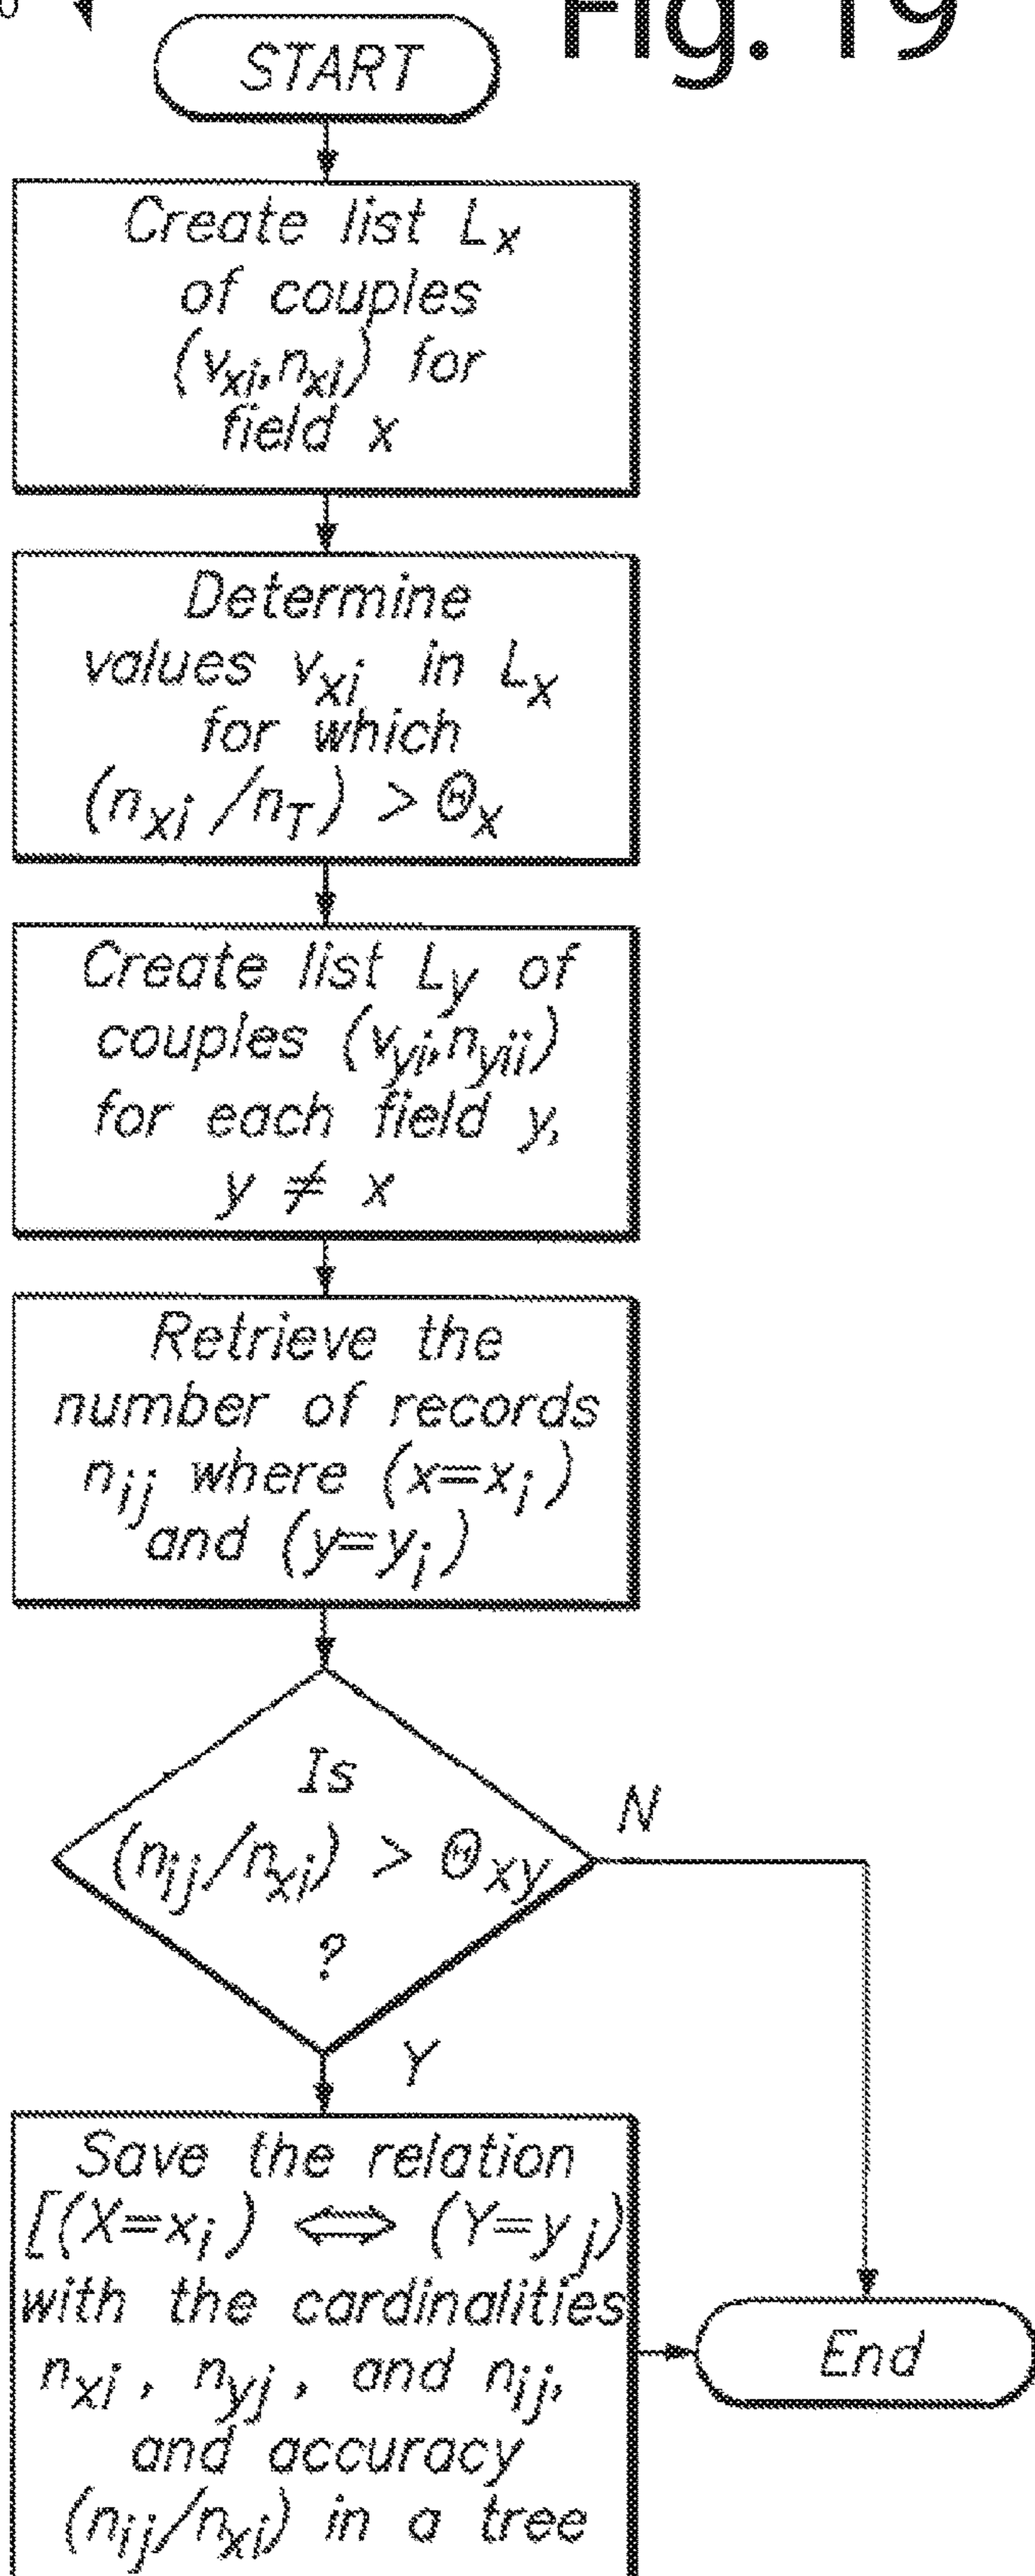 0
Fig. 19
START
Create list Lx
of couples
(vxi,nxi) for
field x
Determine
values vxi in Lx
for which
(nxi /nT) > Θx
Create list Ly of
couples (vyi,nyii)
for each field y,
y ≠ x
Retrieve the
number of records
nij where (x=xi)
and (y=yi)
Is
(nij/nxi) > Θxy
?
N
Y
Save the relation
[(X=xi) ⟺ (Y=yj)
with the cardinalities
nxi, nyj, and nij,
and accuracy
(nij/nxi) in a tree
End